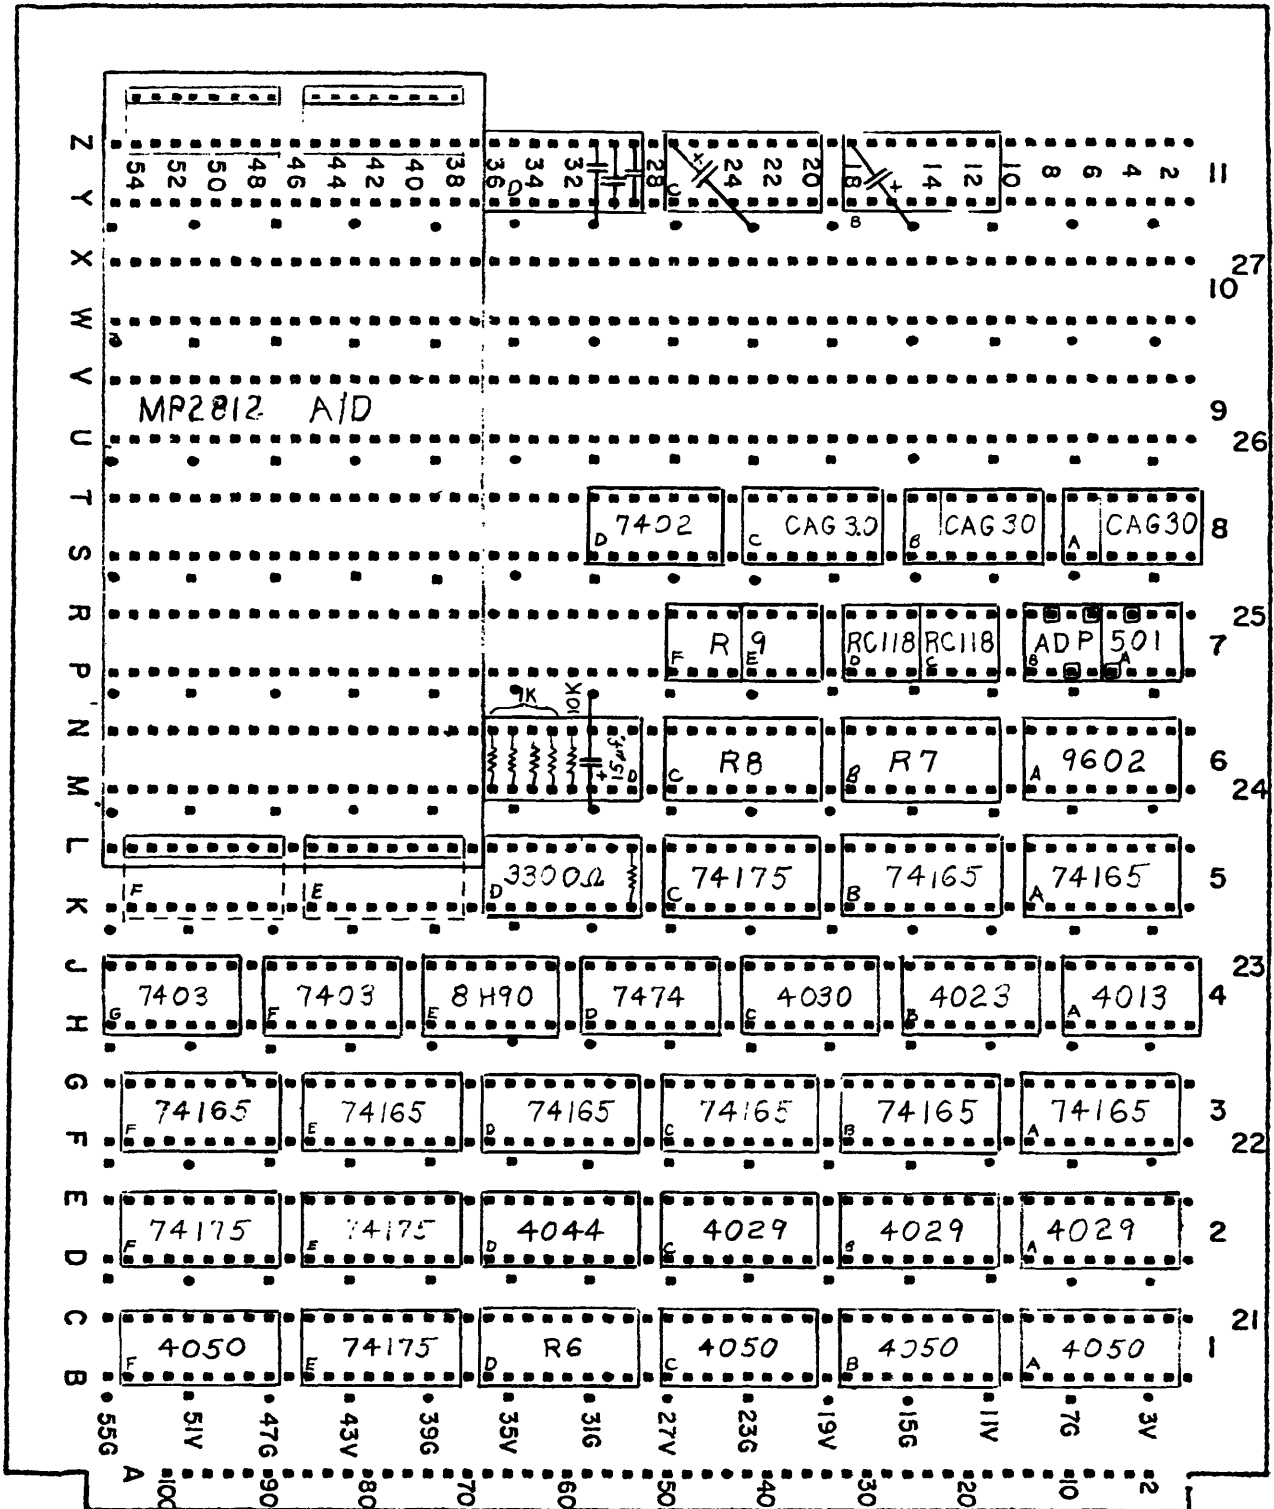 Z 54 52 50 48 46 44 42 40 38 36 34 32 28 24 22 20 18 14 12 10 8 6 4 2 11
D C + + B
Y
X 27
10
W
V
MP2812 A/D 9
U 26
T 7402 CAG 30 CAG 30 CAG30 8
S D C B A
R R 9 RC118 RC118 ADP 501 25
7
P F E D C B A
9K 10K
N R8 R7 9602 6
+ 15μf D C B A
M 24
L 3300Ω 74175 74165 74165 5
K F E D C B A
J 7403 7403 8H90 7474 4030 4023 4013 23
4
H G F E D C B A
G 74165 74165 74165 74165 74165 74165 3
F F E D C B A 22
E 74175 74175 4044 4029 4029 4029 2
D F E D C B A
C 4050 74175 R6 4050 4050 4050 21
1
B F E D C B A
55G 51V 47G 43V 39G 35V 31G 27V 23G 19V 15G 11V 7G 3V
A 100 90 80 70 60 50 40 30 20 10 2 1